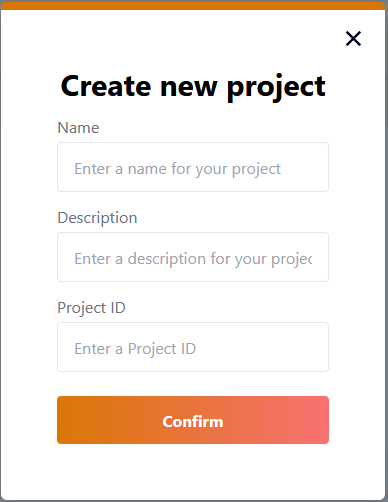 Create new project
Name
Enter a name for your project
Description
Enter a description for your projec
Project ID
Enter a Project ID
Confirm